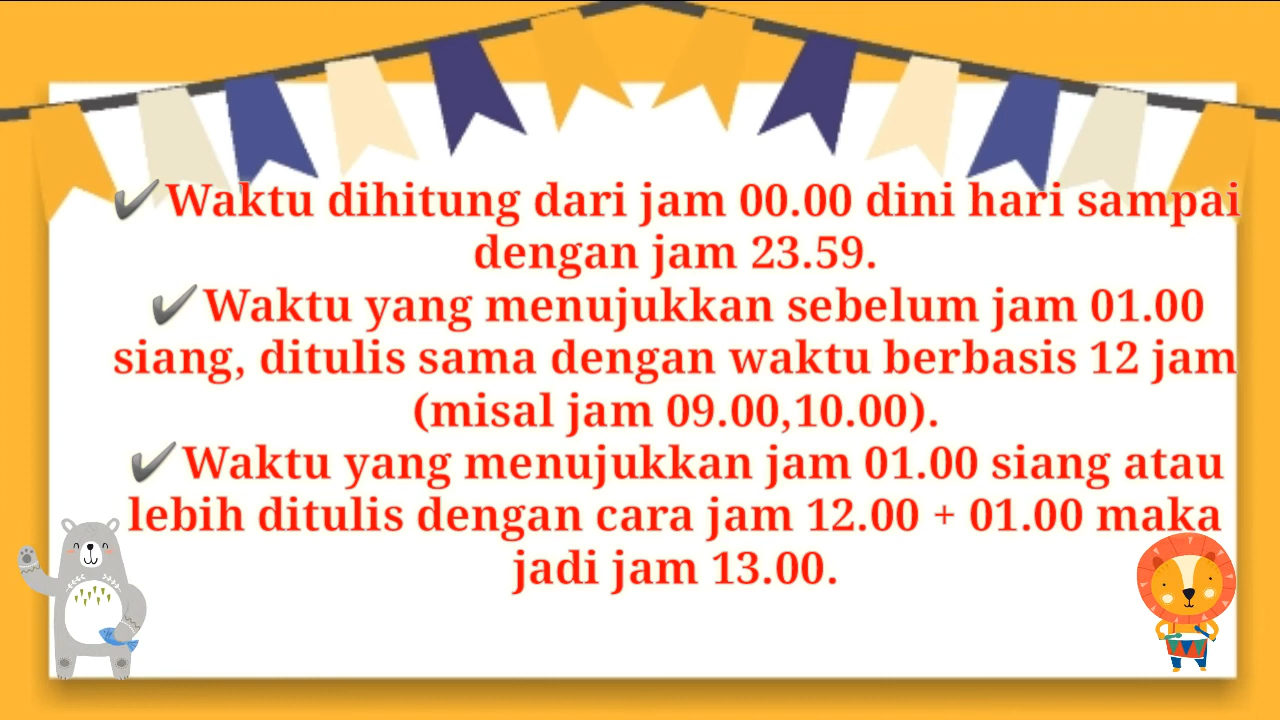 ✔Waktu dihitung dari jam 00.00 dini hari sampai
dengan jam 23.59.
✔Waktu yang menujukkan sebelum jam 01.00
siang, ditulis sama dengan waktu berbasis 12 jam
(misal jam 09.00,10.00).
✔Waktu yang menujukkan jam 01.00 siang atau
lebih ditulis dengan cara jam 12.00 + 01.00 maka
jadi jam 13.00.